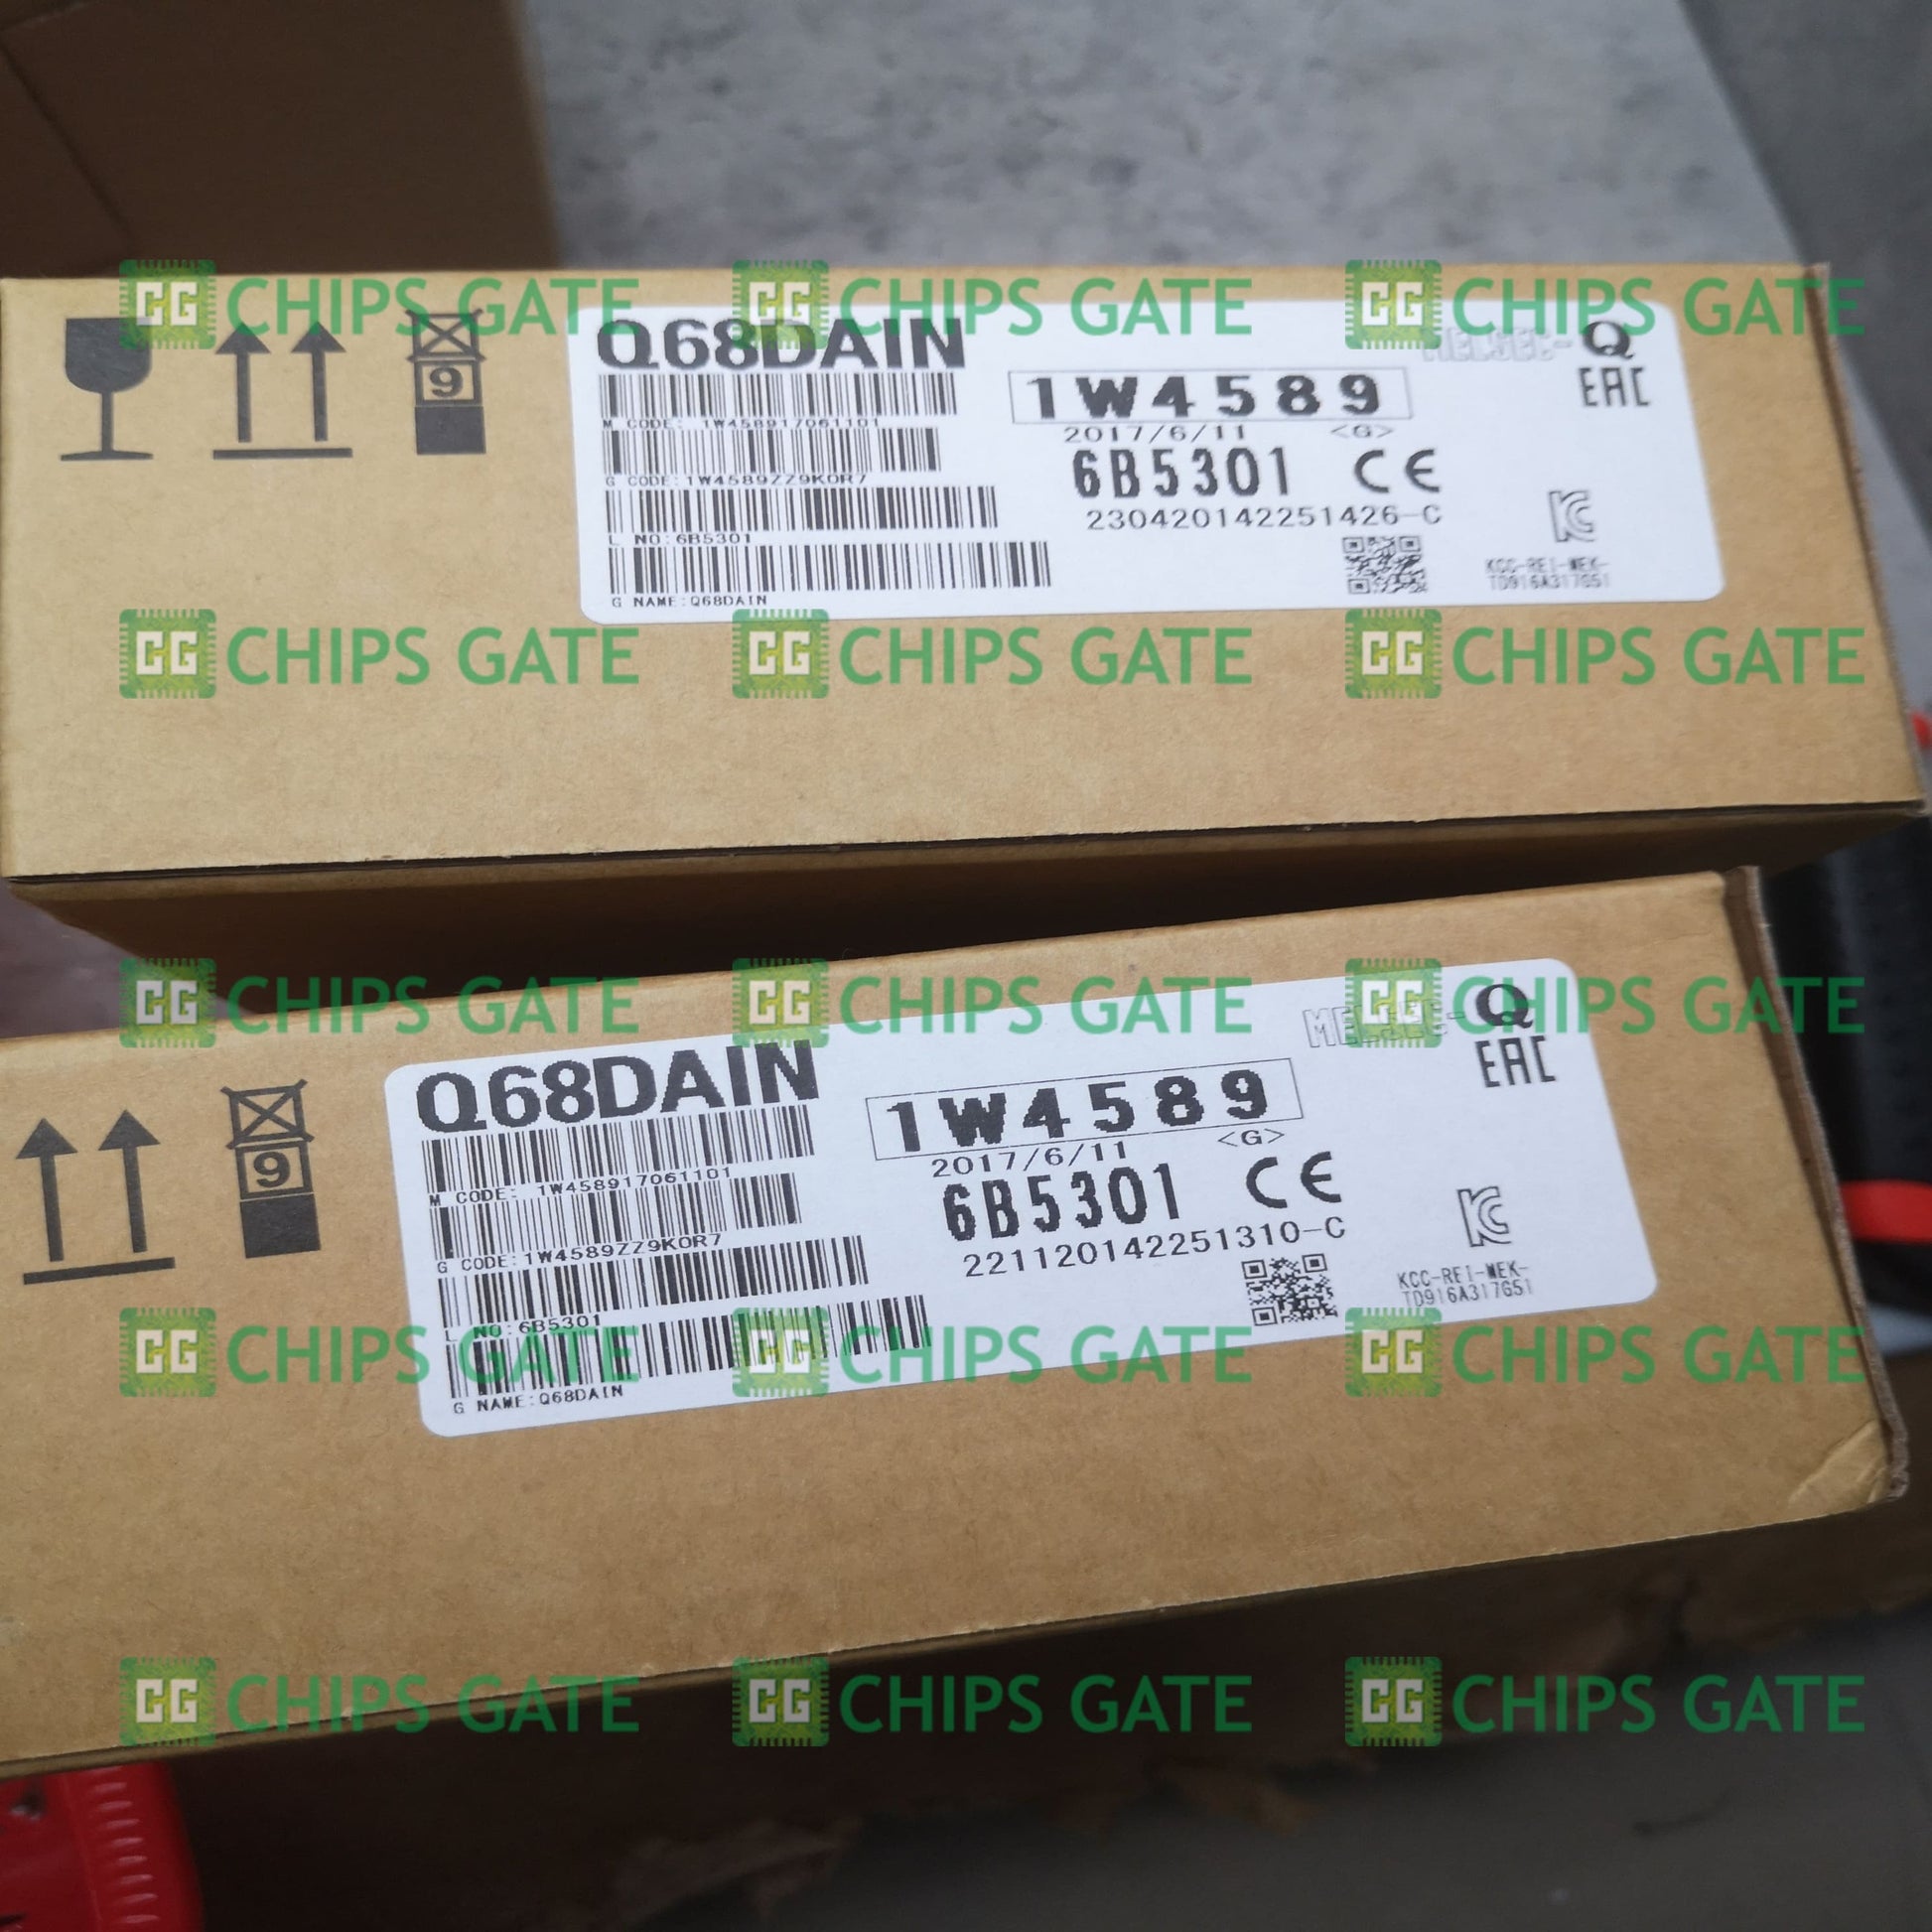 CG CHIPS GATE CG CHIPS GATE CG CHIPS GATE
9
Q68DAIN
MELSEC-Q
1W4589
EAC
M CODE: 1W458917061101
2017/6/11 <G>
G CODE:1W4589ZZ9K0R7
6B5301 CE
230420142251426-C
L NO:6B5301
KCC-REI-MEK-
TD916A317G51
G NAME:Q68DAIN
CG CHIPS GATE CG CHIPS GATE CG CHIPS GATE
CG CHIPS GATE CG CHIPS GATE CG CHIPS GATE
9
Q68DAIN
MELSEC-Q
1W4589
EAC
M CODE: 1W458917061101
2017/6/11 <G>
G CODE:1W4589ZZ9K0R7
6B5301 CE
221120142251310-C
L NO:6B5301
KCC-REI-MEK-
TD916A317G51
G NAME:Q68DAIN
CG CHIPS GATE CG CHIPS GATE CG CHIPS GATE
CG CHIPS GATE CG CHIPS GATE CG CHIPS GATE